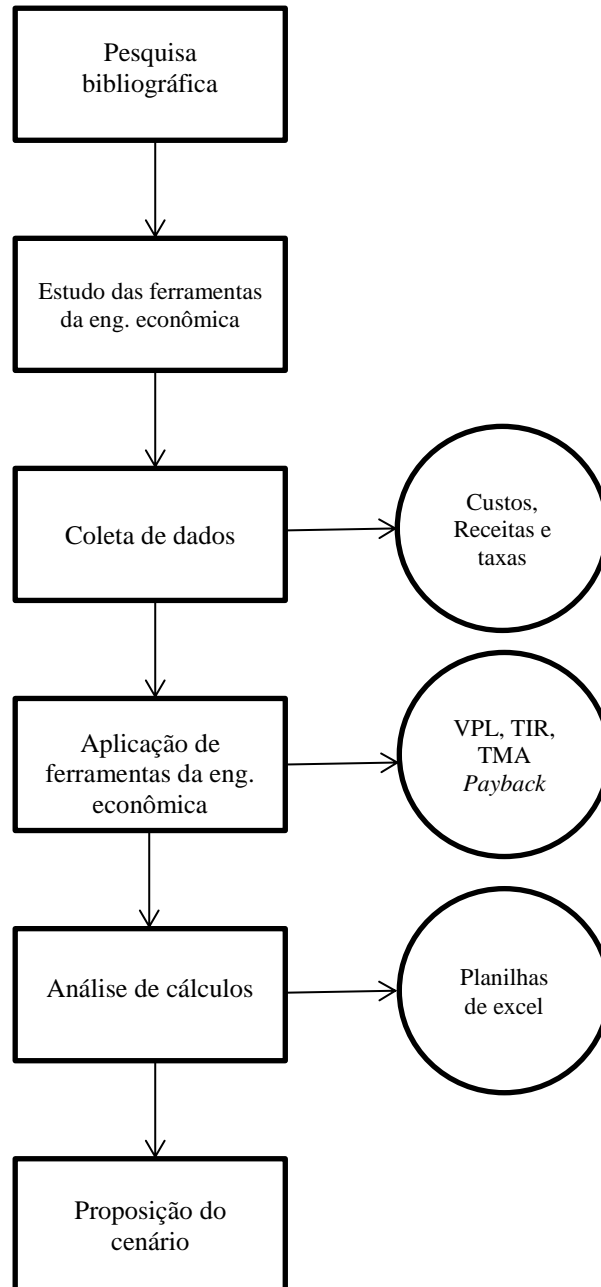 Pesquisa
bibliográfica
Estudo das ferramentas
da eng. econômica
Coleta de dados
Custos,
Receitas e
taxas
Aplicação de
ferramentas da eng.
econômica
VPL, TIR,
TMA
Payback
Análise de cálculos
Planilhas
de excel
Proposição do
cenário